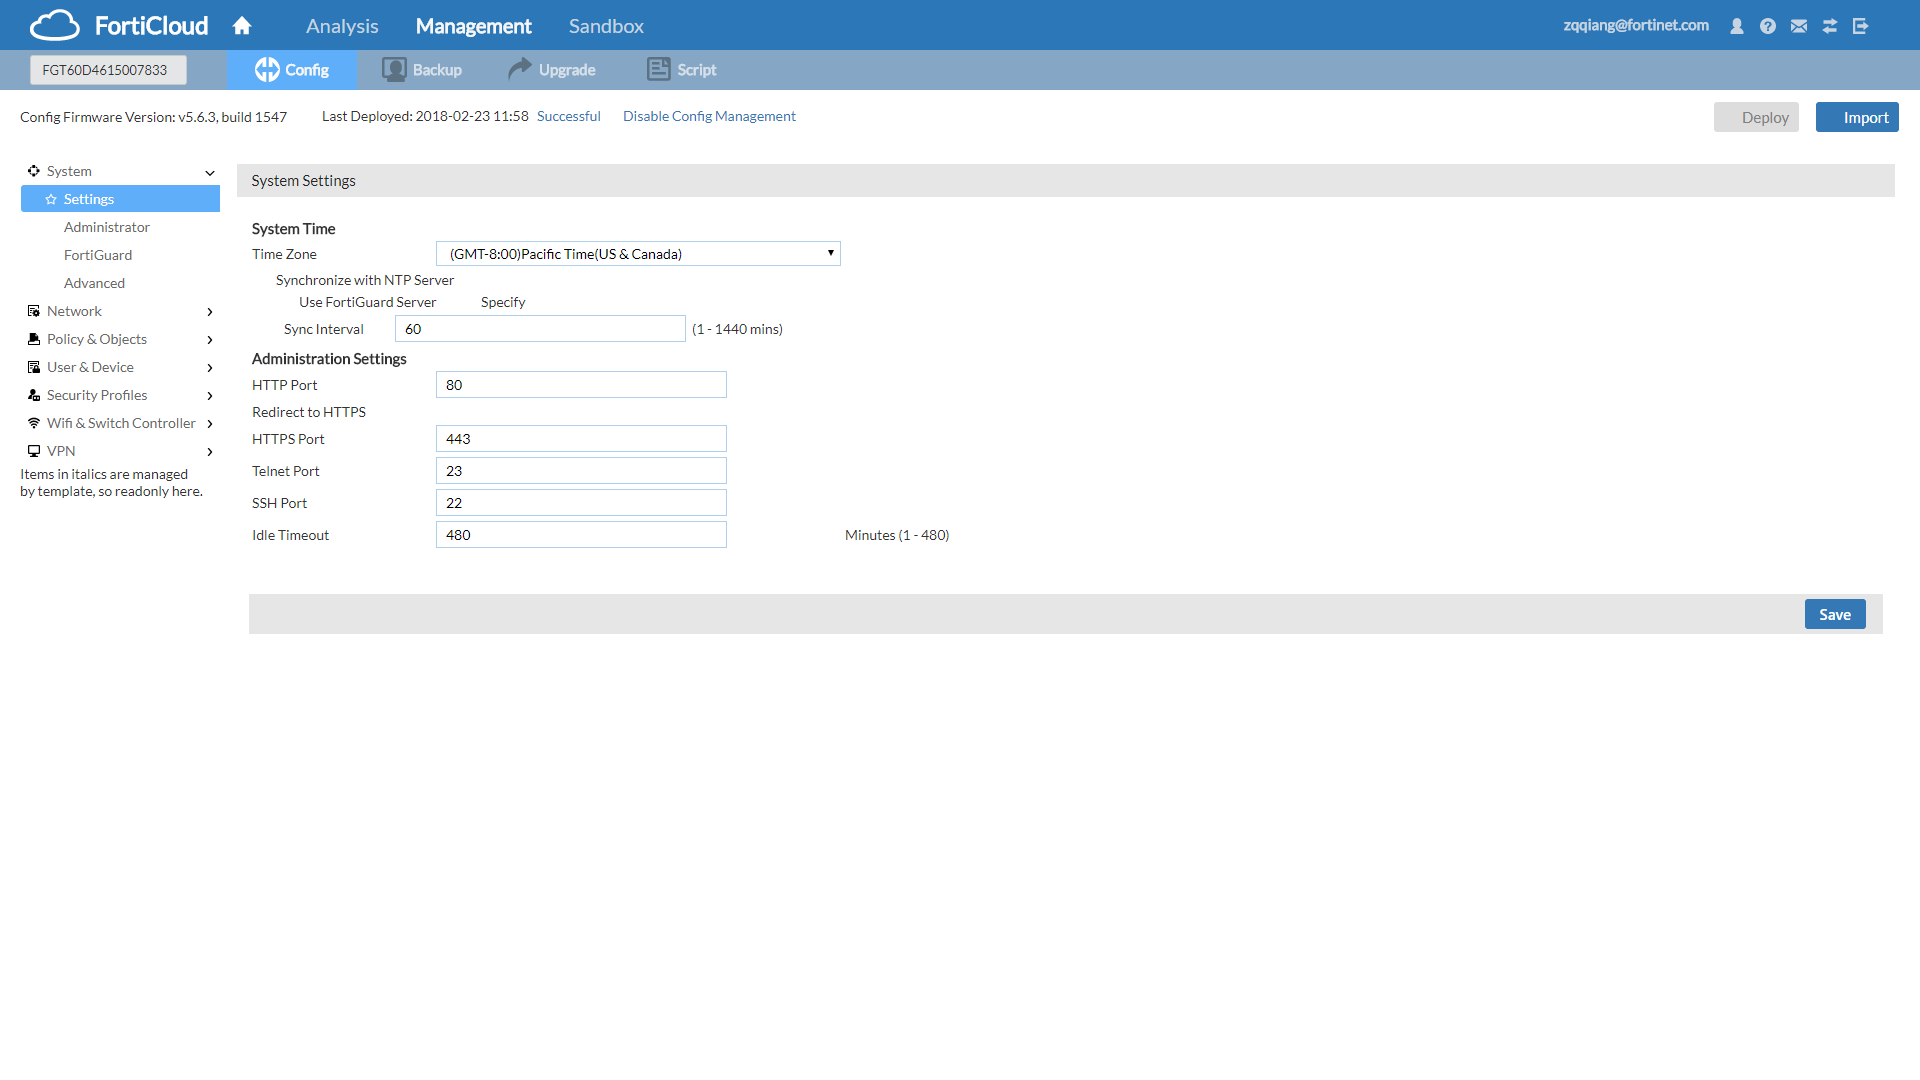 FortiCloud Analysis Management Sandbox zqqiang@fortinet.com
FGT60D4615007833 Config Backup Upgrade Script
Config Firmware Version: v5.6.3, build 1547 Last Deployed: 2018-02-23 11:58 Successful Disable Config Management Deploy Import
System
Settings
Administrator
FortiGuard
Advanced
Network
Policy & Objects
User & Device
Security Profiles
Wifi & Switch Controller
VPN
Items in italics are managed
by template, so readonly here.
System Settings
System Time
Time Zone (GMT-8:00)Pacific Time(US & Canada)
Synchronize with NTP Server
Use FortiGuard Server Specify
Sync Interval 60 (1 - 1440 mins)
Administration Settings
HTTP Port 80
Redirect to HTTPS
HTTPS Port 443
Telnet Port 23
SSH Port 22
Idle Timeout 480 Minutes (1 - 480)
Save